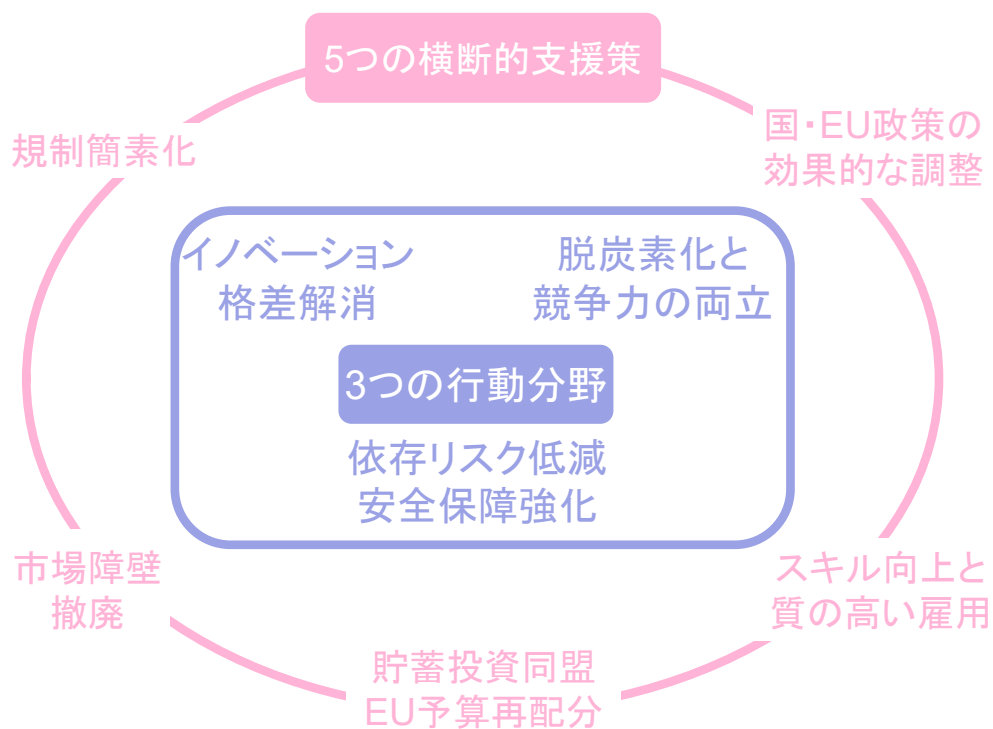 5つの横断的支援策
規制簡素化
国・EU政策の
効果的な調整
イノベーション
格差解消
脱炭素化と
競争力の両立
3つの行動分野
依存リスク低減
安全保障強化
市場障壁
撤廃
スキル向上と
質の高い雇用
貯蓄投資同盟
EU予算再配分